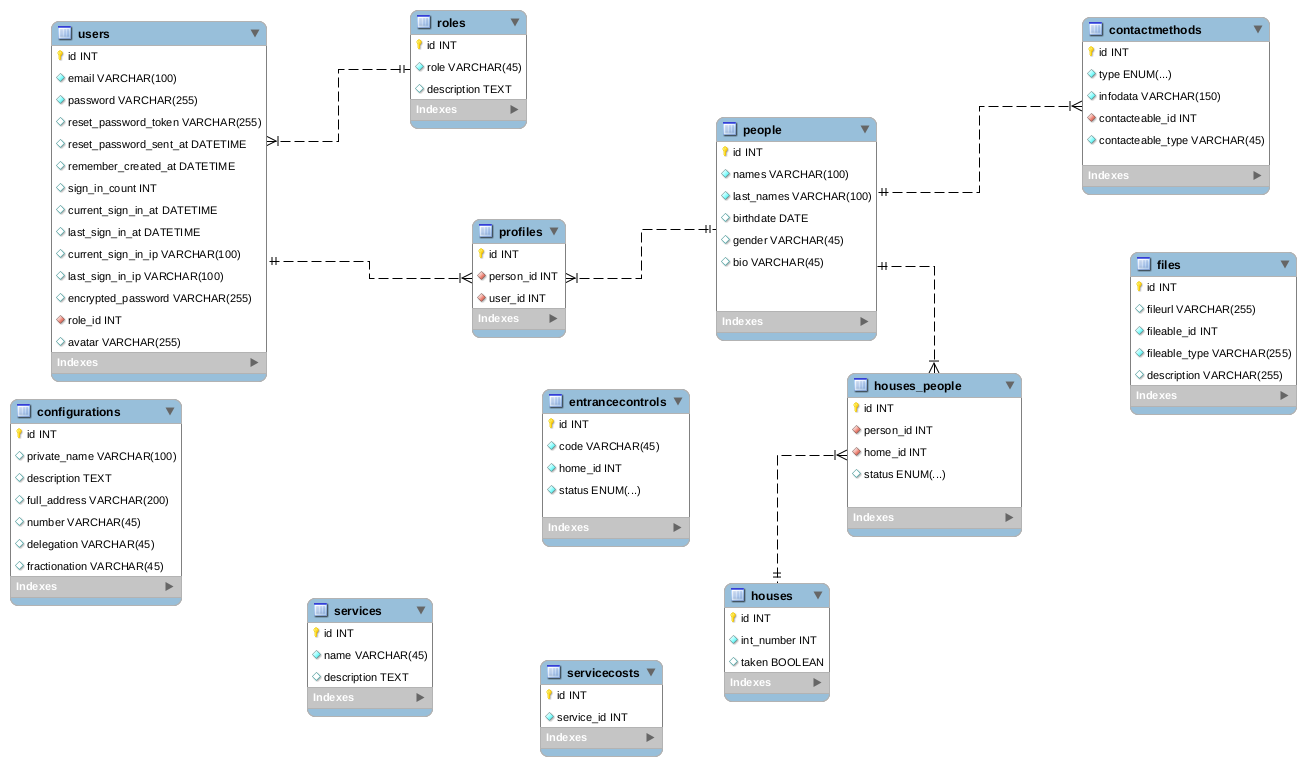 users
id INT
email VARCHAR(100)
password VARCHAR(255)
reset_password_token VARCHAR(255)
reset_password_sent_at DATETIME
remember_created_at DATETIME
sign_in_count INT
current_sign_in_at DATETIME
last_sign_in_at DATETIME
current_sign_in_ip VARCHAR(100)
last_sign_in_ip VARCHAR(100)
encrypted_password VARCHAR(255)
role_id INT
avatar VARCHAR(255)
Indexes
roles
id INT
role VARCHAR(45)
description TEXT
Indexes
contactmethods
id INT
type ENUM(...)
infodata VARCHAR(150)
contacteable_id INT
contacteable_type VARCHAR(45)
Indexes
people
id INT
names VARCHAR(100)
last_names VARCHAR(100)
birthdate DATE
gender VARCHAR(45)
bio VARCHAR(45)
Indexes
profiles
id INT
person_id INT
user_id INT
Indexes
files
id INT
fileurl VARCHAR(255)
fileable_id INT
fileable_type VARCHAR(255)
description VARCHAR(255)
Indexes
configurations
id INT
private_name VARCHAR(100)
description TEXT
full_address VARCHAR(200)
number VARCHAR(45)
delegation VARCHAR(45)
fractionation VARCHAR(45)
Indexes
entrancecontrols
id INT
code VARCHAR(45)
home_id INT
status ENUM(...)
Indexes
houses_people
id INT
person_id INT
home_id INT
status ENUM(...)
Indexes
services
id INT
name VARCHAR(45)
description TEXT
Indexes
servicecosts
id INT
service_id INT
Indexes
houses
id INT
int_number INT
taken BOOLEAN
Indexes